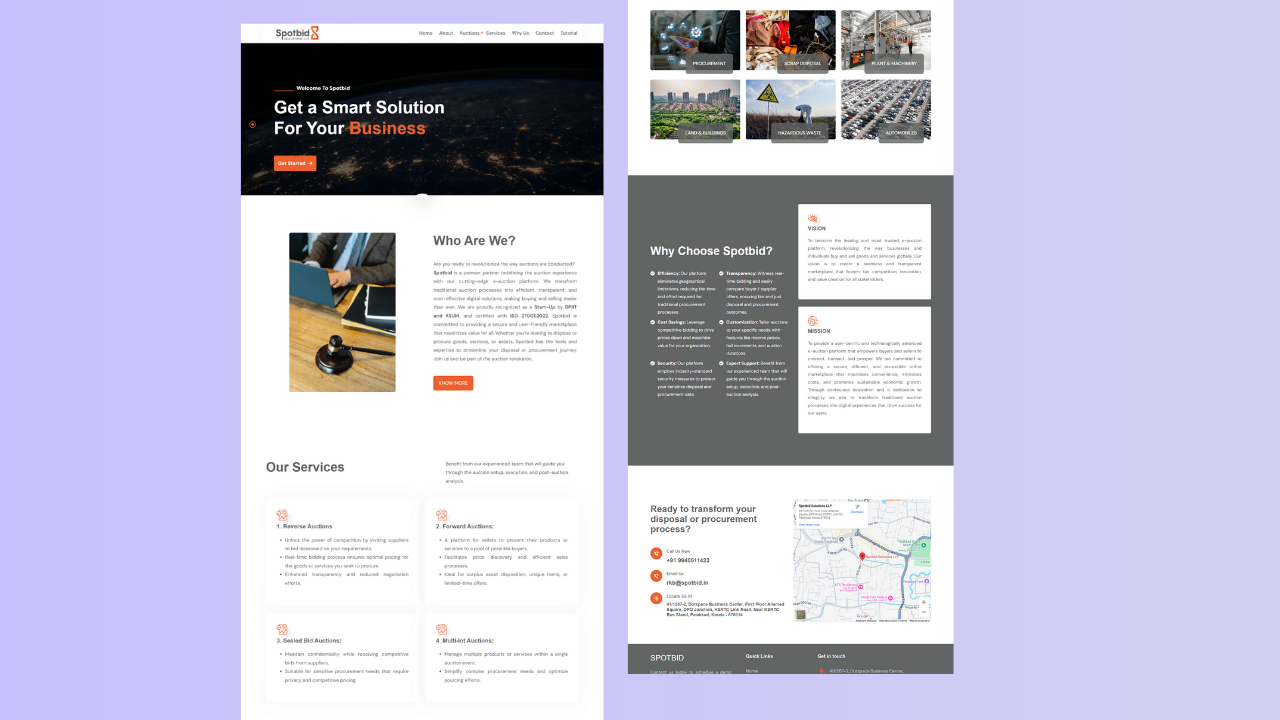 Spotbid
SOLUTIONS LLP
Home About Auctions Services Why Us Contact Tutorial
Welcome To Spotbid
Get a Smart Solution
For Your Business
Get Started →
Who Are We?
Are you ready to revolutionize the way auctions are conducted?
Spotbid is a premier partner redefining the auction experience
with our cutting-edge e-auction platform. We transform
traditional auction processes into efficient, transparent, and
cost-effective digital solutions, making buying and selling easier
than ever. We are proudly recognized as a Start-Up by DPIIT
and KSUM, and certified with ISO 27001:2022, Spotbid is
committed to providing a secure and user-friendly marketplace
that maximizes value for all. Whether you're looking to dispose or
procure goods, services, or assets, Spotbid has the tools and
expertise to streamline your disposal or procurement journey.
Join us and be part of the auction revolution.
KNOW MORE
Our Services
Benefit from our experienced team that will guide you
through the auction setup, execution, and post-auction
analysis.
1. Reverse Auctions
• Unlock the power of competition by inviting suppliers
to bid downward on your requirements.
• Real-time bidding process ensures optimal pricing for
the goods or services you seek to procure.
• Enhanced transparency and reduced negotiation
efforts.
2. Forward Auctions:
• A platform for sellers to present their products or
services to a pool of potential buyers.
• Facilitates price discovery and efficient sales
processes.
• Ideal for surplus asset disposition, unique items, or
limited-time offers.
3. Sealed Bid Auctions:
• Maintain confidentiality while receiving competitive
bids from suppliers.
• Suitable for sensitive procurement needs that require
privacy and competitive pricing.
4. Multi-lot Auctions:
• Manage multiple products or services within a single
auction event.
• Simplify complex procurement needs and optimize
sourcing efforts.
PROCUREMENT
SCRAP DISPOSAL
PLANT & MACHINERY
LAND & BUILDINGS
HAZARDOUS WASTE
AUTOMOBILES
Why Choose Spotbid?
Efficiency: Our platform
eliminates geographical
limitations, reducing the time
and effort required for
traditional procurement
processes.
Transparency: Witness real-
time bidding and easily
compare buyer / supplier
offers, ensuring fair and just
disposal and procurement
outcomes.
Cost Savings: Leverage
competitive bidding to drive
prices down and maximize
value for your organization.
Customization: Tailor auctions
to your specific needs with
features like reserve prices,
bid increments, and auction
durations.
Security: Our platform
employs industry-standard
security measures to protect
your sensitive disposal and
procurement data.
Expert Support: Benefit from
our experienced team that will
guide you through the auction
setup, execution, and post-
auction analysis.
VISION
To become the leading and most trusted e-auction
platform, revolutionizing the way businesses and
individuals buy and sell goods and services globally. Our
vision is to create a seamless and transparent
marketplace that fosters fair competition, innovation,
and value creation for all stakeholders.
MISSION
To provide a user-centric and technologically advanced
e-auction platform that empowers buyers and sellers to
connect, transact, and prosper. We are committed to
offering a secure, efficient, and accessible online
marketplace that maximizes convenience, minimizes
costs, and promotes sustainable economic growth.
Through continuous innovation and a dedication to
integrity, we aim to transform traditional auction
processes into digital experiences that drive success for
our users.
Ready to transform your
disposal or procurement
process?
Call Us Now
+91 9940011423
Email Us
rkb@spotbid.in
Locate Us At
Square, DPO Junction, KSRTC Link Road, Near KSRTC
Bus Stand, Palakkad, Kerala - 678014
Spotbid Solutions LLP
Spotbid Solutions LLP
Google
SPOTBID
Contact us today to schedule a demo
Quick Links
Home
Get in touch